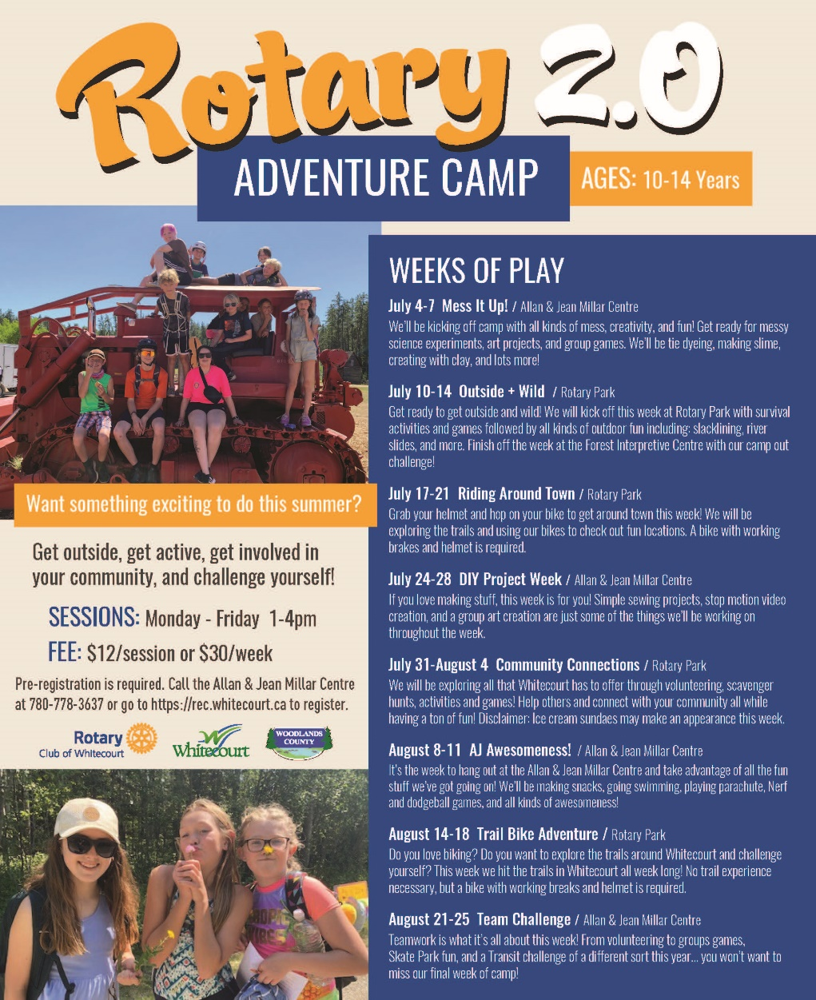 Rotary 2.0
ADVENTURE CAMP
AGES: 10-14 Years
Want something exciting to do this summer?
Get outside, get active, get involved in
your community, and challenge yourself!
SESSIONS: Monday - Friday 1-4pm
FEE: $12/session or $30/week
Pre-registration is required. Call the Allan & Jean Millar Centre
at 780-778-3637 or go to https://rec.whitecourt.ca to register.
Rotary
Club of Whitecourt
Whitecourt
WOODLANDS
COUNTY
WEEKS OF PLAY
July 4-7 Mess It Up! / Allan & Jean Millar Centre
We'll be kicking off camp with all kinds of mess, creativity, and fun! Get ready for messy
science experiments, art projects, and group games. We'll be tie dyeing, making slime,
creating with clay, and lots more!
July 10-14 Outside + Wild / Rotary Park
Get ready to get outside and wild! We will kick off this week at Rotary Park with survival
activities and games followed by all kinds of outdoor fun including: slacklining, river
slides, and more. Finish off the week at the Forest Interpretive Centre with our camp out
challenge!
July 17-21 Riding Around Town / Rotary Park
Grab your helmet and hop on your bike to get around town this week! We will be
exploring the trails and using our bikes to check out fun locations. A bike with working
brakes and helmet is required.
July 24-28 DIY Project Week / Allan & Jean Millar Centre
If you love making stuff, this week is for you! Simple sewing projects, stop motion video
creation, and a group art creation are just some of the things we'll be working on
throughout the week.
July 31-August 4 Community Connections / Rotary Park
We will be exploring all that Whitecourt has to offer through volunteering, scavenger
hunts, activities and games! Help others and connect with your community all while
having a ton of fun! Disclaimer: Ice cream sundaes may make an appearance this week.
August 8-11 AJ Awesomeness! / Allan & Jean Millar Centre
It's the week to hang out at the Allan & Jean Millar Centre and take advantage of all the fun
stuff we've got going on! We'll be making snacks, going swimming, playing parachute, Nerf
and dodgeball games, and all kinds of awesomeness!
August 14-18 Trail Bike Adventure / Rotary Park
Do you love biking? Do you want to explore the trails around Whitecourt and challenge
yourself? This week we hit the trails in Whitecourt all week long! No trail experience
necessary, but a bike with working breaks and helmet is required.
August 21-25 Team Challenge / Allan & Jean Millar Centre
Teamwork is what it's all about this week! From volunteering to groups games,
Skate Park fun, and a Transit challenge of a different sort this year... you won't want to
miss our final week of camp!